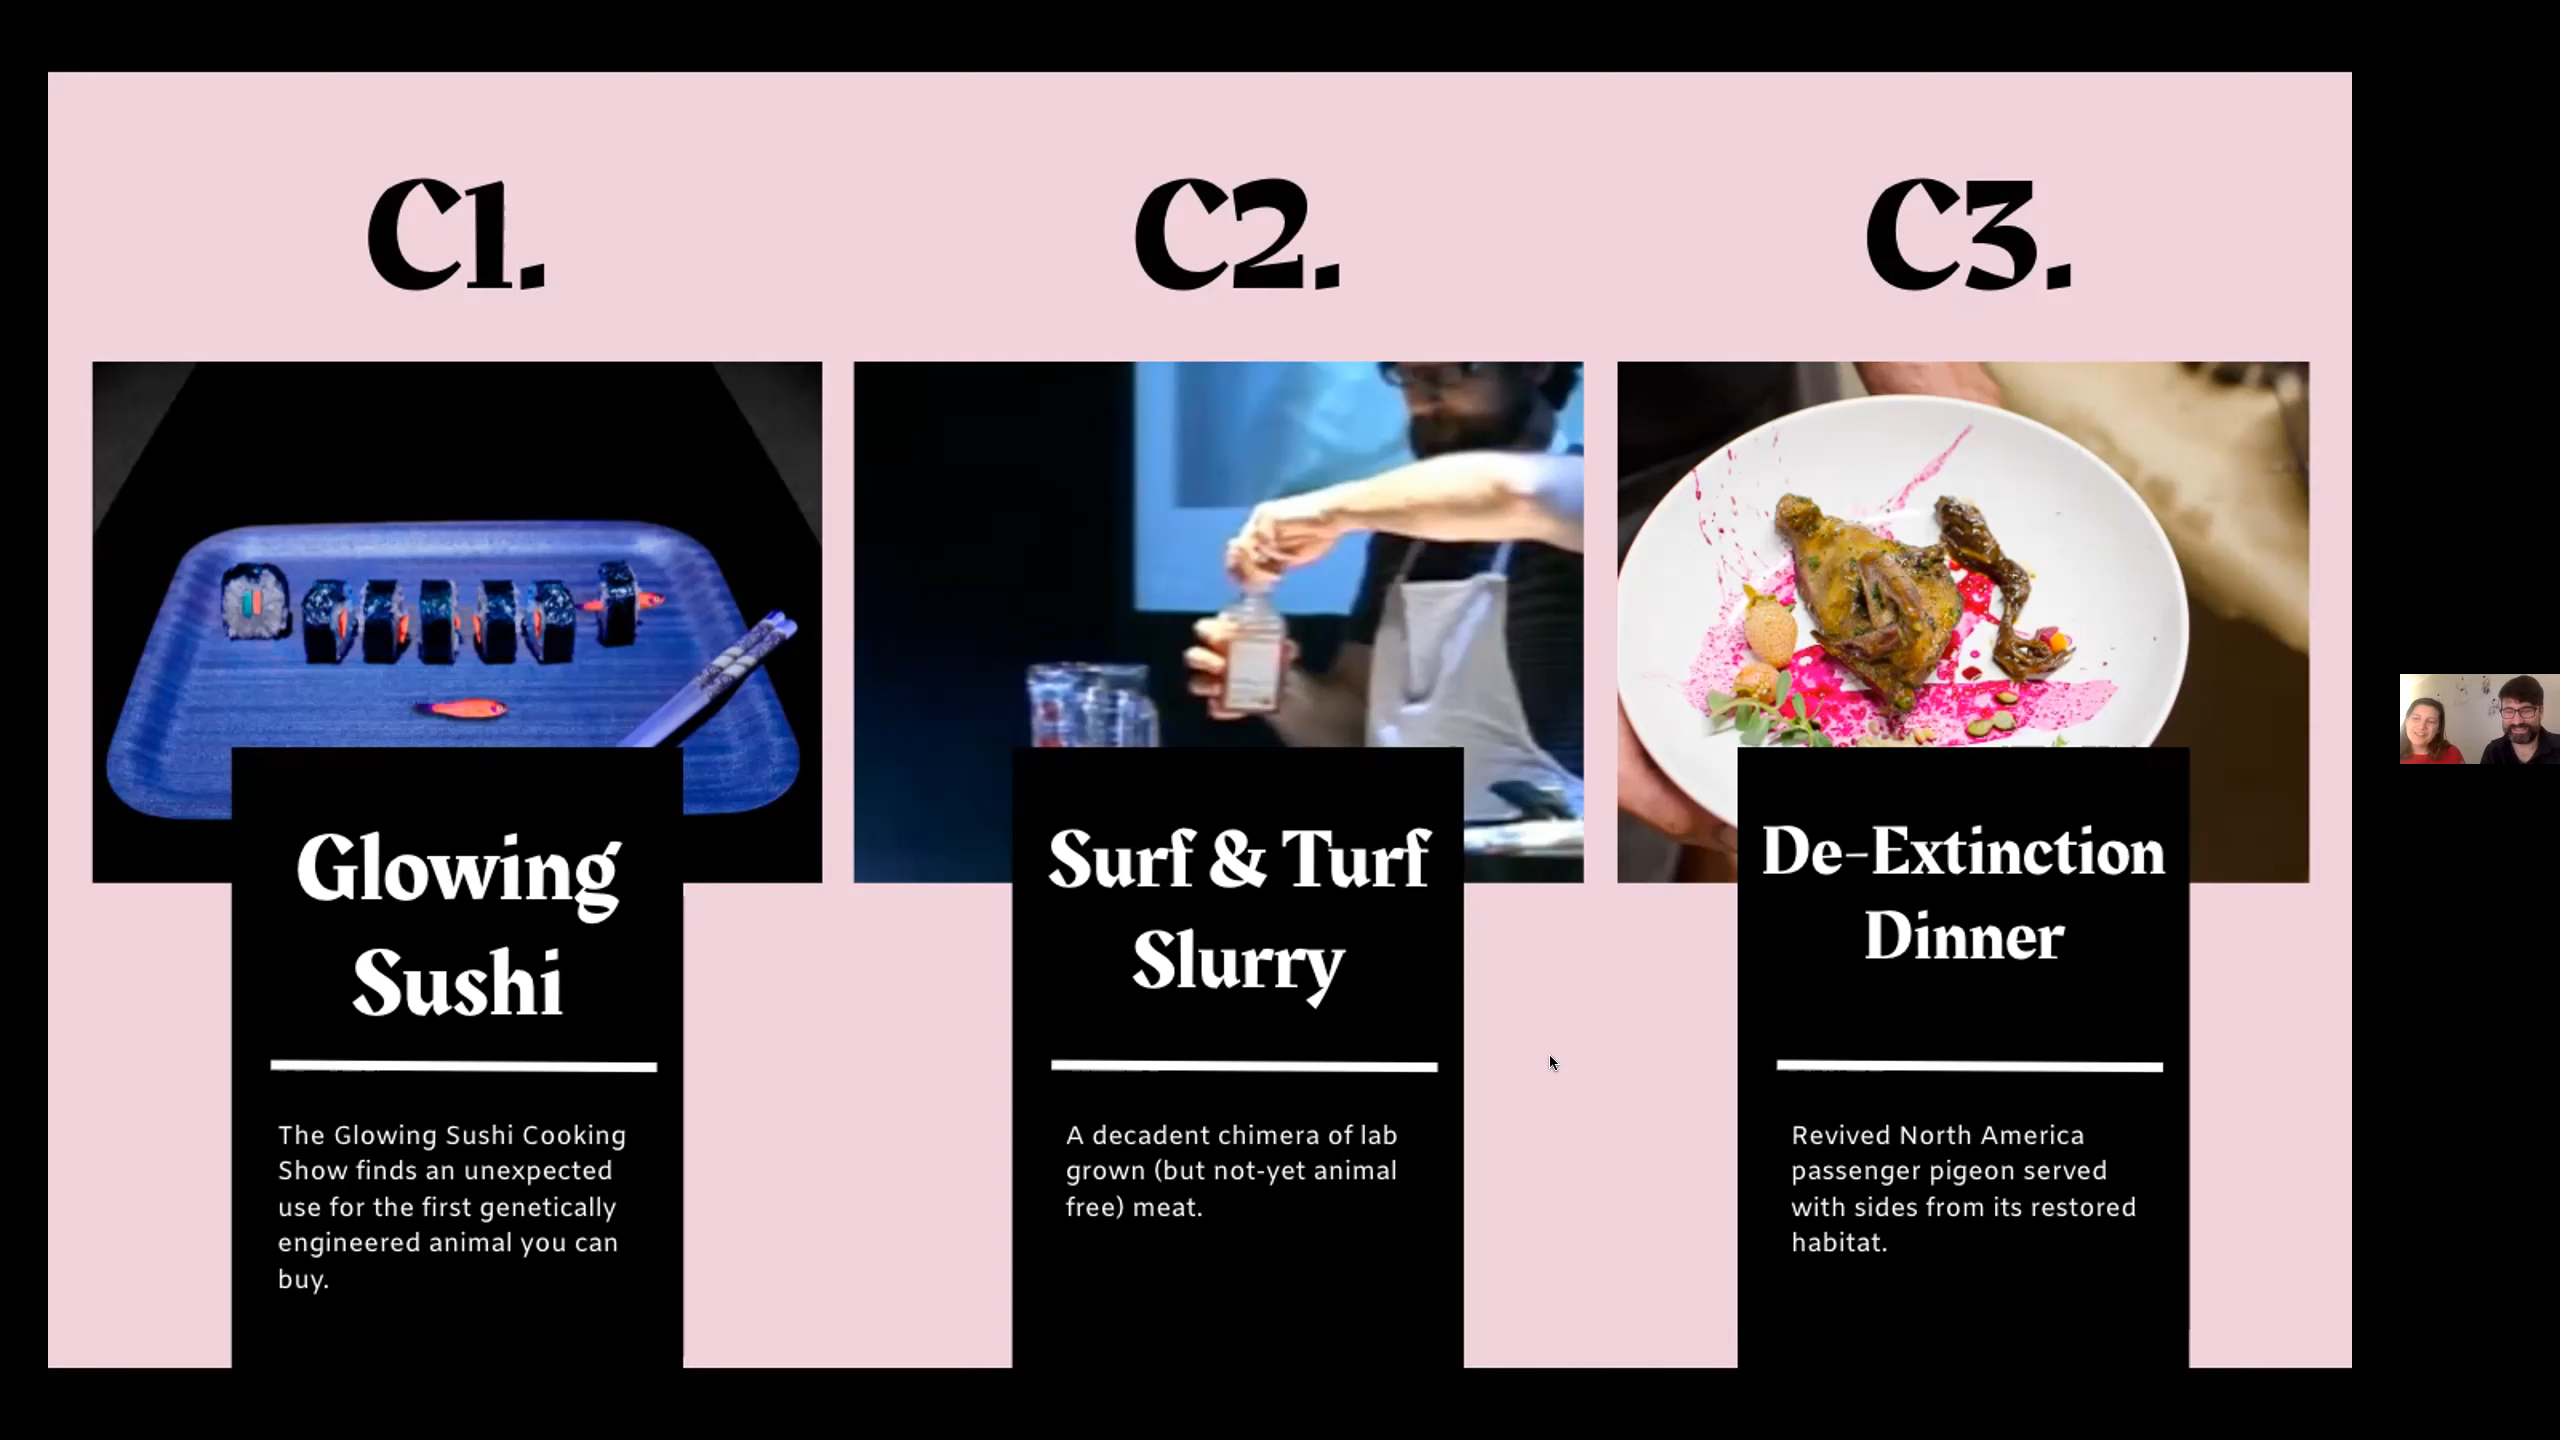 C1.
C2.
C3.
Glowing
Sushi
The Glowing Sushi Cooking
Show finds an unexpected
use for the first genetically
engineered animal you can
buy.
Surf & Turf
Slurry
A decadent chimera of lab
grown (but not-yet animal
free) meat.
De-Extinction
Dinner
Revived North America
passenger pigeon served
with sides from its restored
habitat.